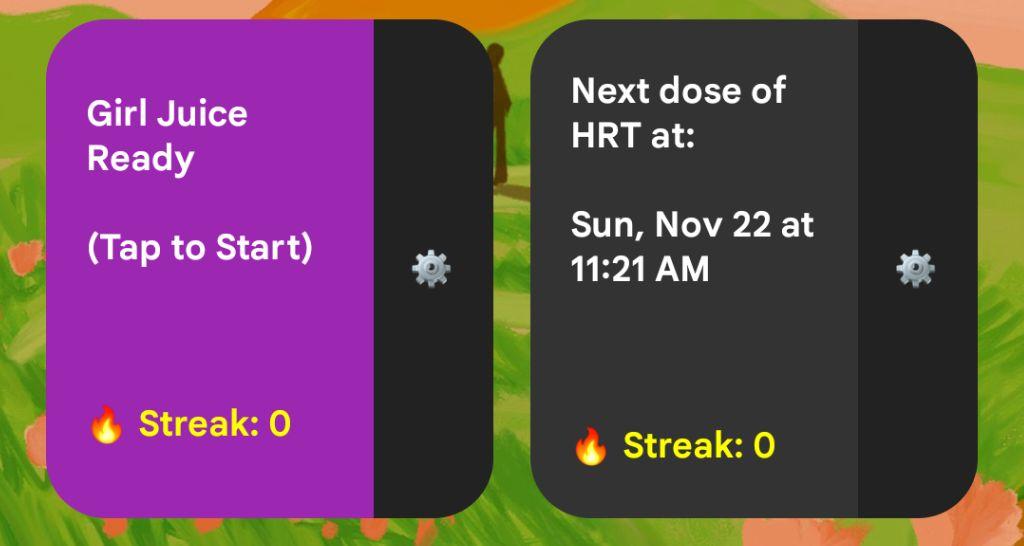 Girl Juice
Ready
(Tap to Start)
🔥 Streak: 0
Next dose of
HRT at:
Sun, Nov 22 at
11:21 AM
🔥 Streak: 0